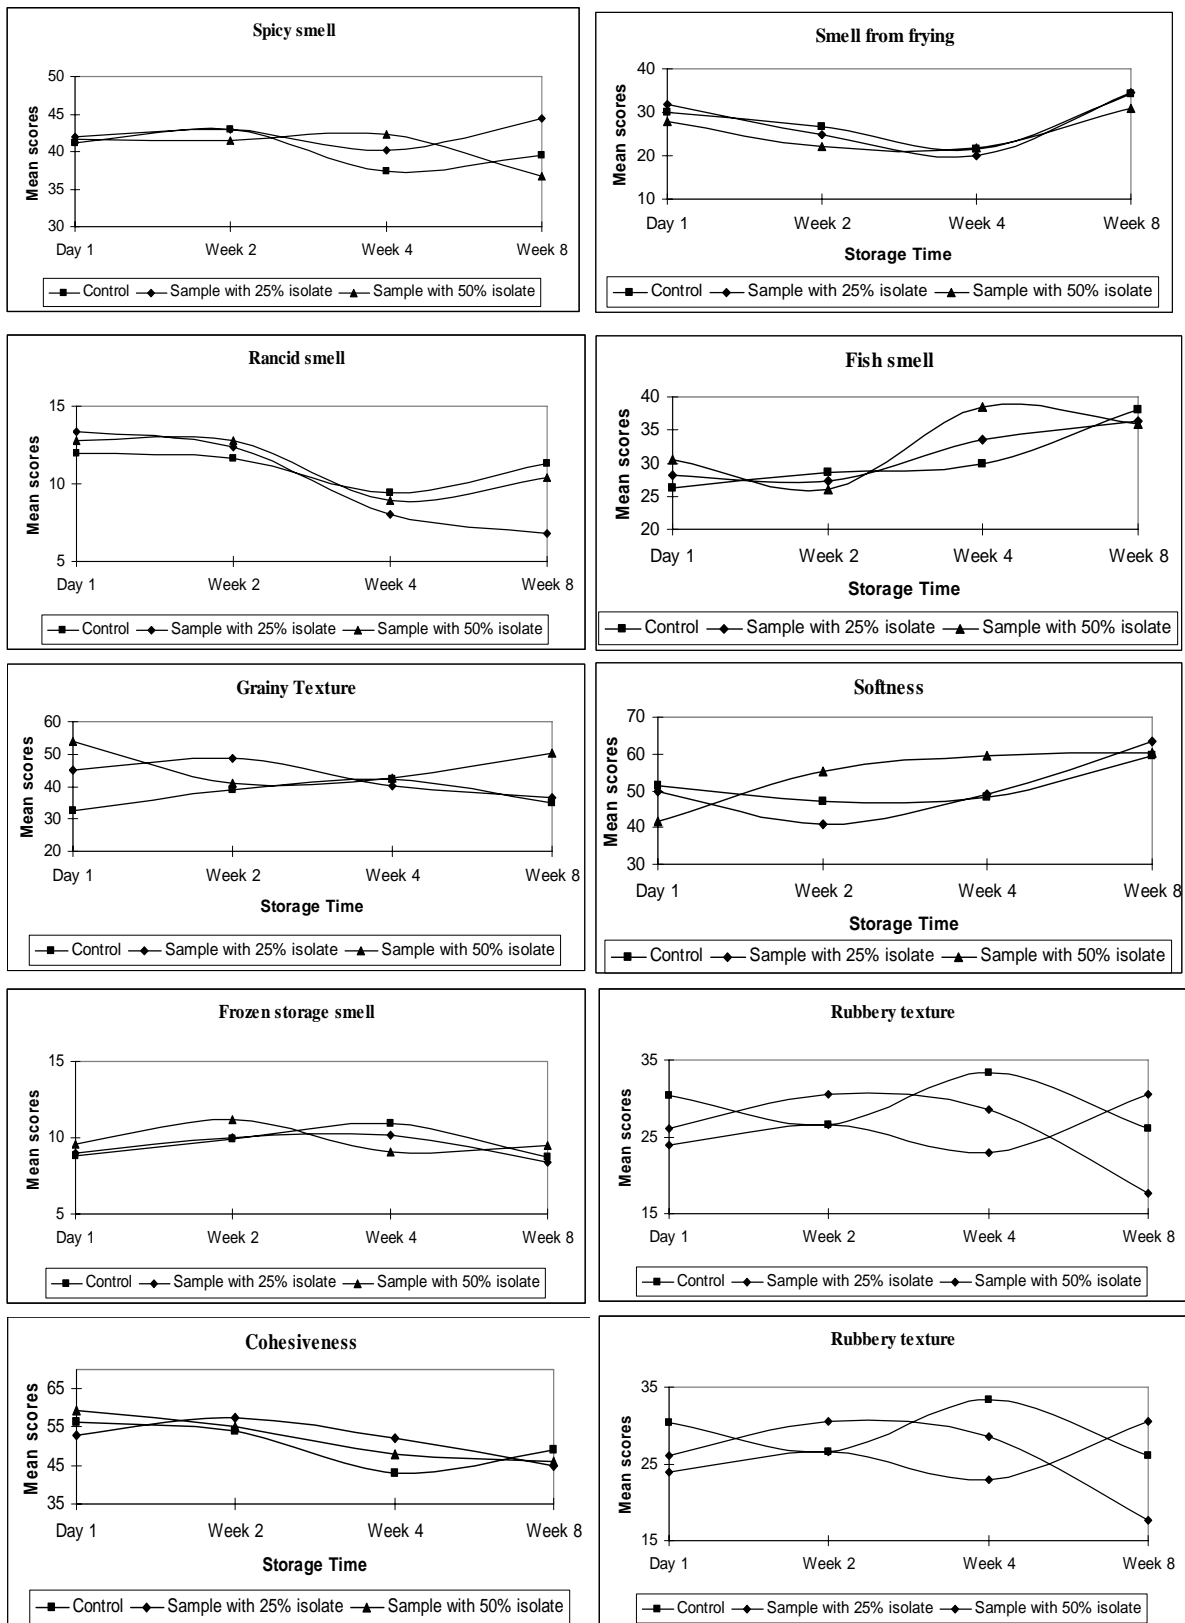 Spicy smell
Mean scores
50
45
40
35
30
Day 1 Week 2 Week 4 Week 8
Control Sample with 25% isolate Sample with 50% isolate
Smell from frying
Mean scores
40
30
20
10
Day 1 Week 2 Week 4 Week 8
Storage Time
Control Sample with 25% isolate Sample with 50% isolate
Rancid smell
Mean scores
15
10
5
Day 1 Week 2 Week 4 Week 8
Control Sample with 25% isolate Sample with 50% isolate
Fish smell
Mean scores
40
35
30
25
20
Day 1 Week 2 Week 4 Week 8
Storage Time
Control Sample with 25% isolate Sample with 50% isolate
Grainy Texture
Mean scores
60
50
40
30
20
Day 1 Week 2 Week 4 Week 8
Storage Time
Control Sample with 25% isolate Sample with 50% isolate
Softness
Mean scores
70
60
50
40
30
Day 1 Week 2 Week 4 Week 8
Storage Time
Control Sample with 25% isolate Sample with 50% isolate
Frozen storage smell
Mean scores
15
10
5
Day 1 Week 2 Week 4 Week 8
Control Sample with 25% isolate Sample with 50% isolate
Rubbery texture
Mean scores
35
25
15
Day 1 Week 2 Week 4 Week 8
Control Sample with 25% isolate Sample with 50% isolate
Cohesiveness
Mean scores
65
55
45
35
Day 1 Week 2 Week 4 Week 8
Storage Time
Control Sample with 25% isolate Sample with 50% isolate
Rubbery texture
Mean scores
35
25
15
Day 1 Week 2 Week 4 Week 8
Control Sample with 25% isolate Sample with 50% isolate